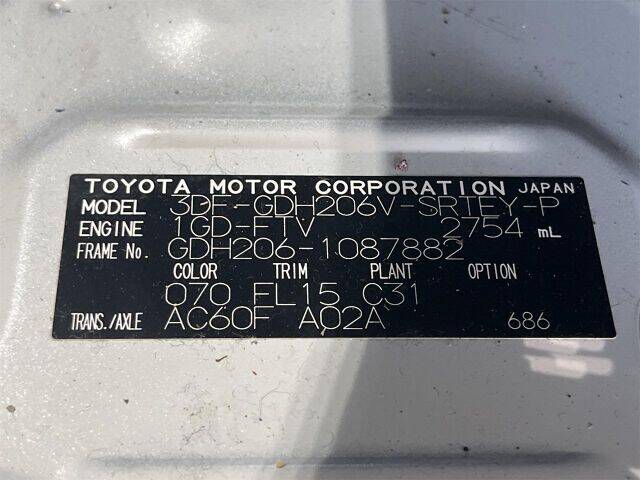 TOYOTA MOTOR CORPORATION JAPAN
MODEL 3DF-GDH206V-SRTEY-P
ENGINE 1GD-FTV 2754 mL
FRAME No. GDH206-1087882
COLOR TRIM PLANT OPTION
070 FL15 C31
TRANS./AXLE AC60F A02A 686